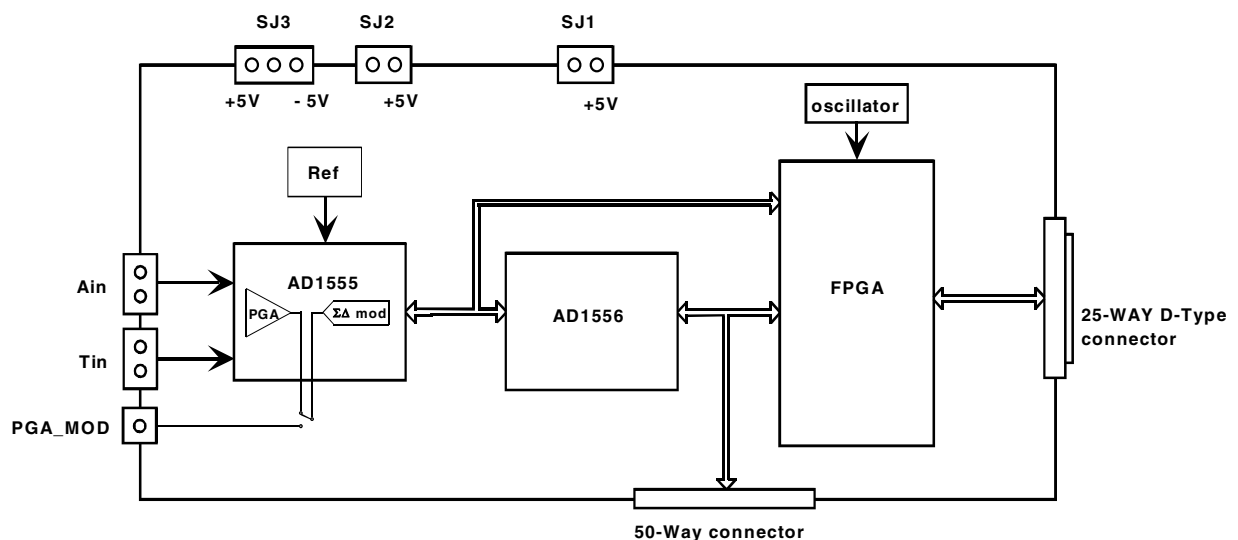 SJ3
SJ2
SJ1
+5V
- 5V
+5V
+5V
oscillator
Ref
Ain
AD1555
PGA
ΣΔ mod
AD1556
FPGA
25-WAY D-Type
connector
Tin
PGA_MOD
50-Way connector